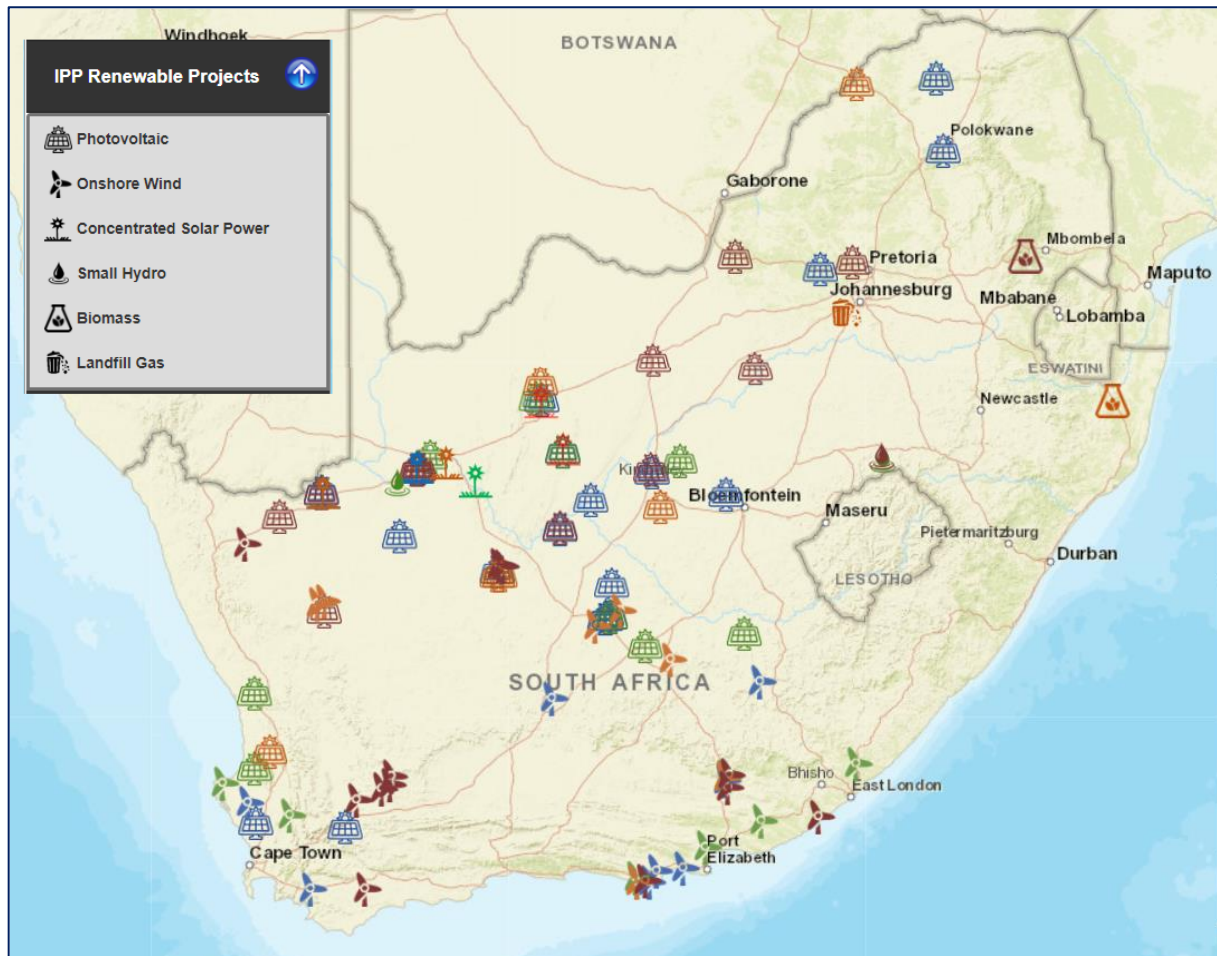 Windhoek
BOTSWANA
IPP Renewable Projects
Photovoltaic
Onshore Wind
Concentrated Solar Power
Small Hydro
Biomass
Landfill Gas
Polokwane
Gaborone
Mbombela
Pretoria
Maputo
Johannesburg
Mbabane
Lobamba
ESWATINI
Newcastle
Bloemfontein
Maseru
Pietermaritzburg
Durban
LESOTHO
SOUTH AFRICA
Bhisho
East London
Port
Elizabeth
Cape Town